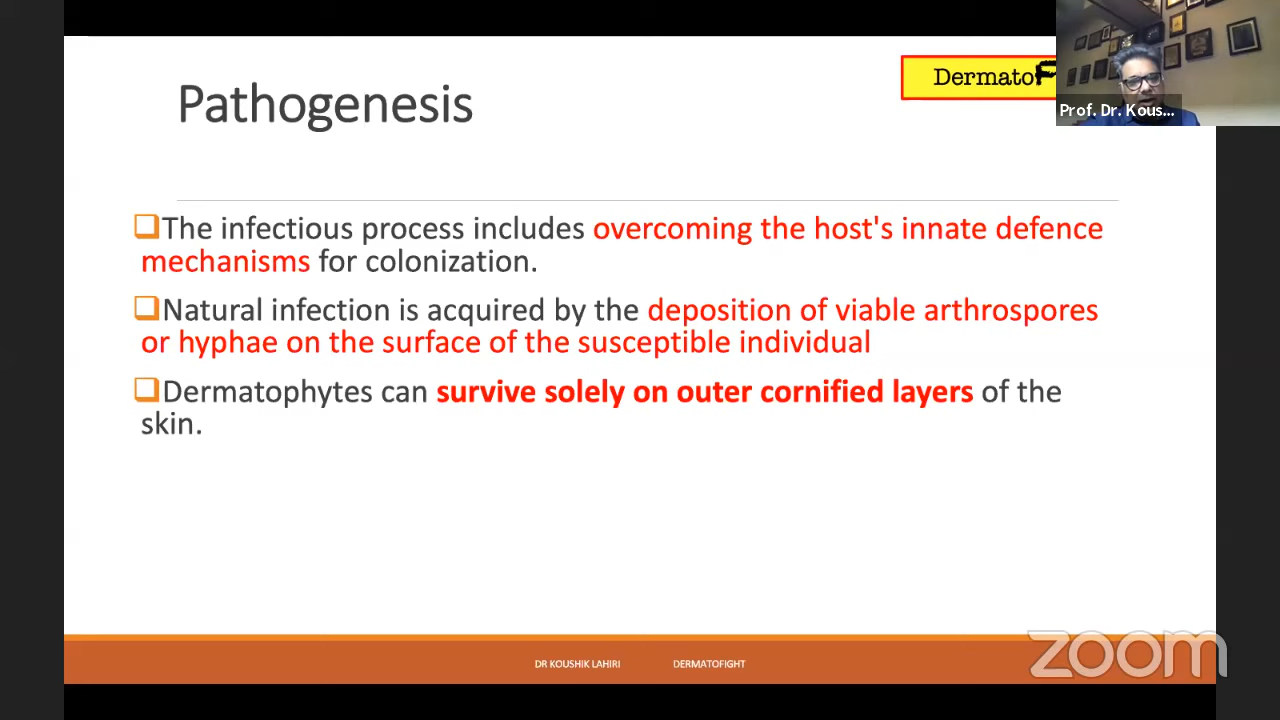 Pathogenesis
DermatoF
Prof. Dr. Kous...
The infectious process includes overcoming the host's innate defence
mechanisms for colonization.
Natural infection is acquired by the deposition of viable arthrospores
or hyphae on the surface of the susceptible individual
Dermatophytes can survive solely on outer cornified layers of the
skin.
DR KOUSHIK LAHIRI DERMATOFIGHT
zoom